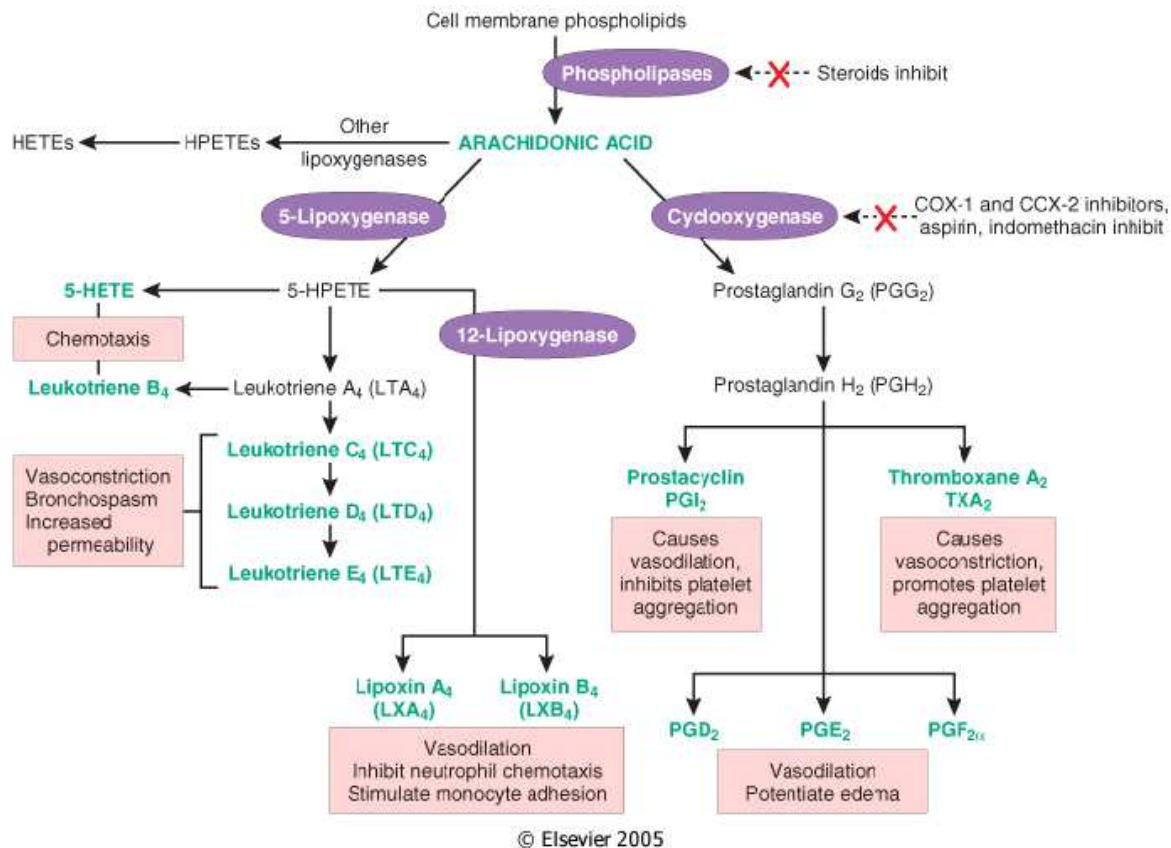 Cell membrane phospholipids
Phospholipases
Steroids inhibit
HETEs
HPETEs
Other
lipoxygenases
ARACHIDONIC ACID
5-Lipoxygenase
Cyclooxygenase
COX-1 and CCX-2 inhibitors,
aspirin, indomethacin inhibit
5-HETE
5-HPETE
Prostaglandin G₂ (PGG₂)
12-Lipoxygenase
Chemotaxis
Leukotriene B₄
Leukotriene A₄ (LTA₄)
Prostaglandin H₂ (PGH₂)
Leukotriene C₄ (LTC₄)
Vasoconstriction
Bronchospasm
Increased
permeability
Leukotriene D₄ (LTD₄)
Leukotriene E₄ (LTE₄)
Prostacyclin
PGI₂
Causes
vasodilation,
inhibits platelet
aggregation
Thromboxane A₂
TXA₂
Causes
vasoconstriction,
promotes platelet
aggregation
Lipoxin A₄
(LXA₄)
Lipoxin B₄
(LXB₄)
Vasodilation
Inhibit neutrophil chemotaxis
Stimulate monocyte adhesion
PGD₂
PGE₂
PGF₂α
Vasodilation
Potentiate edema
© Elsevier 2005